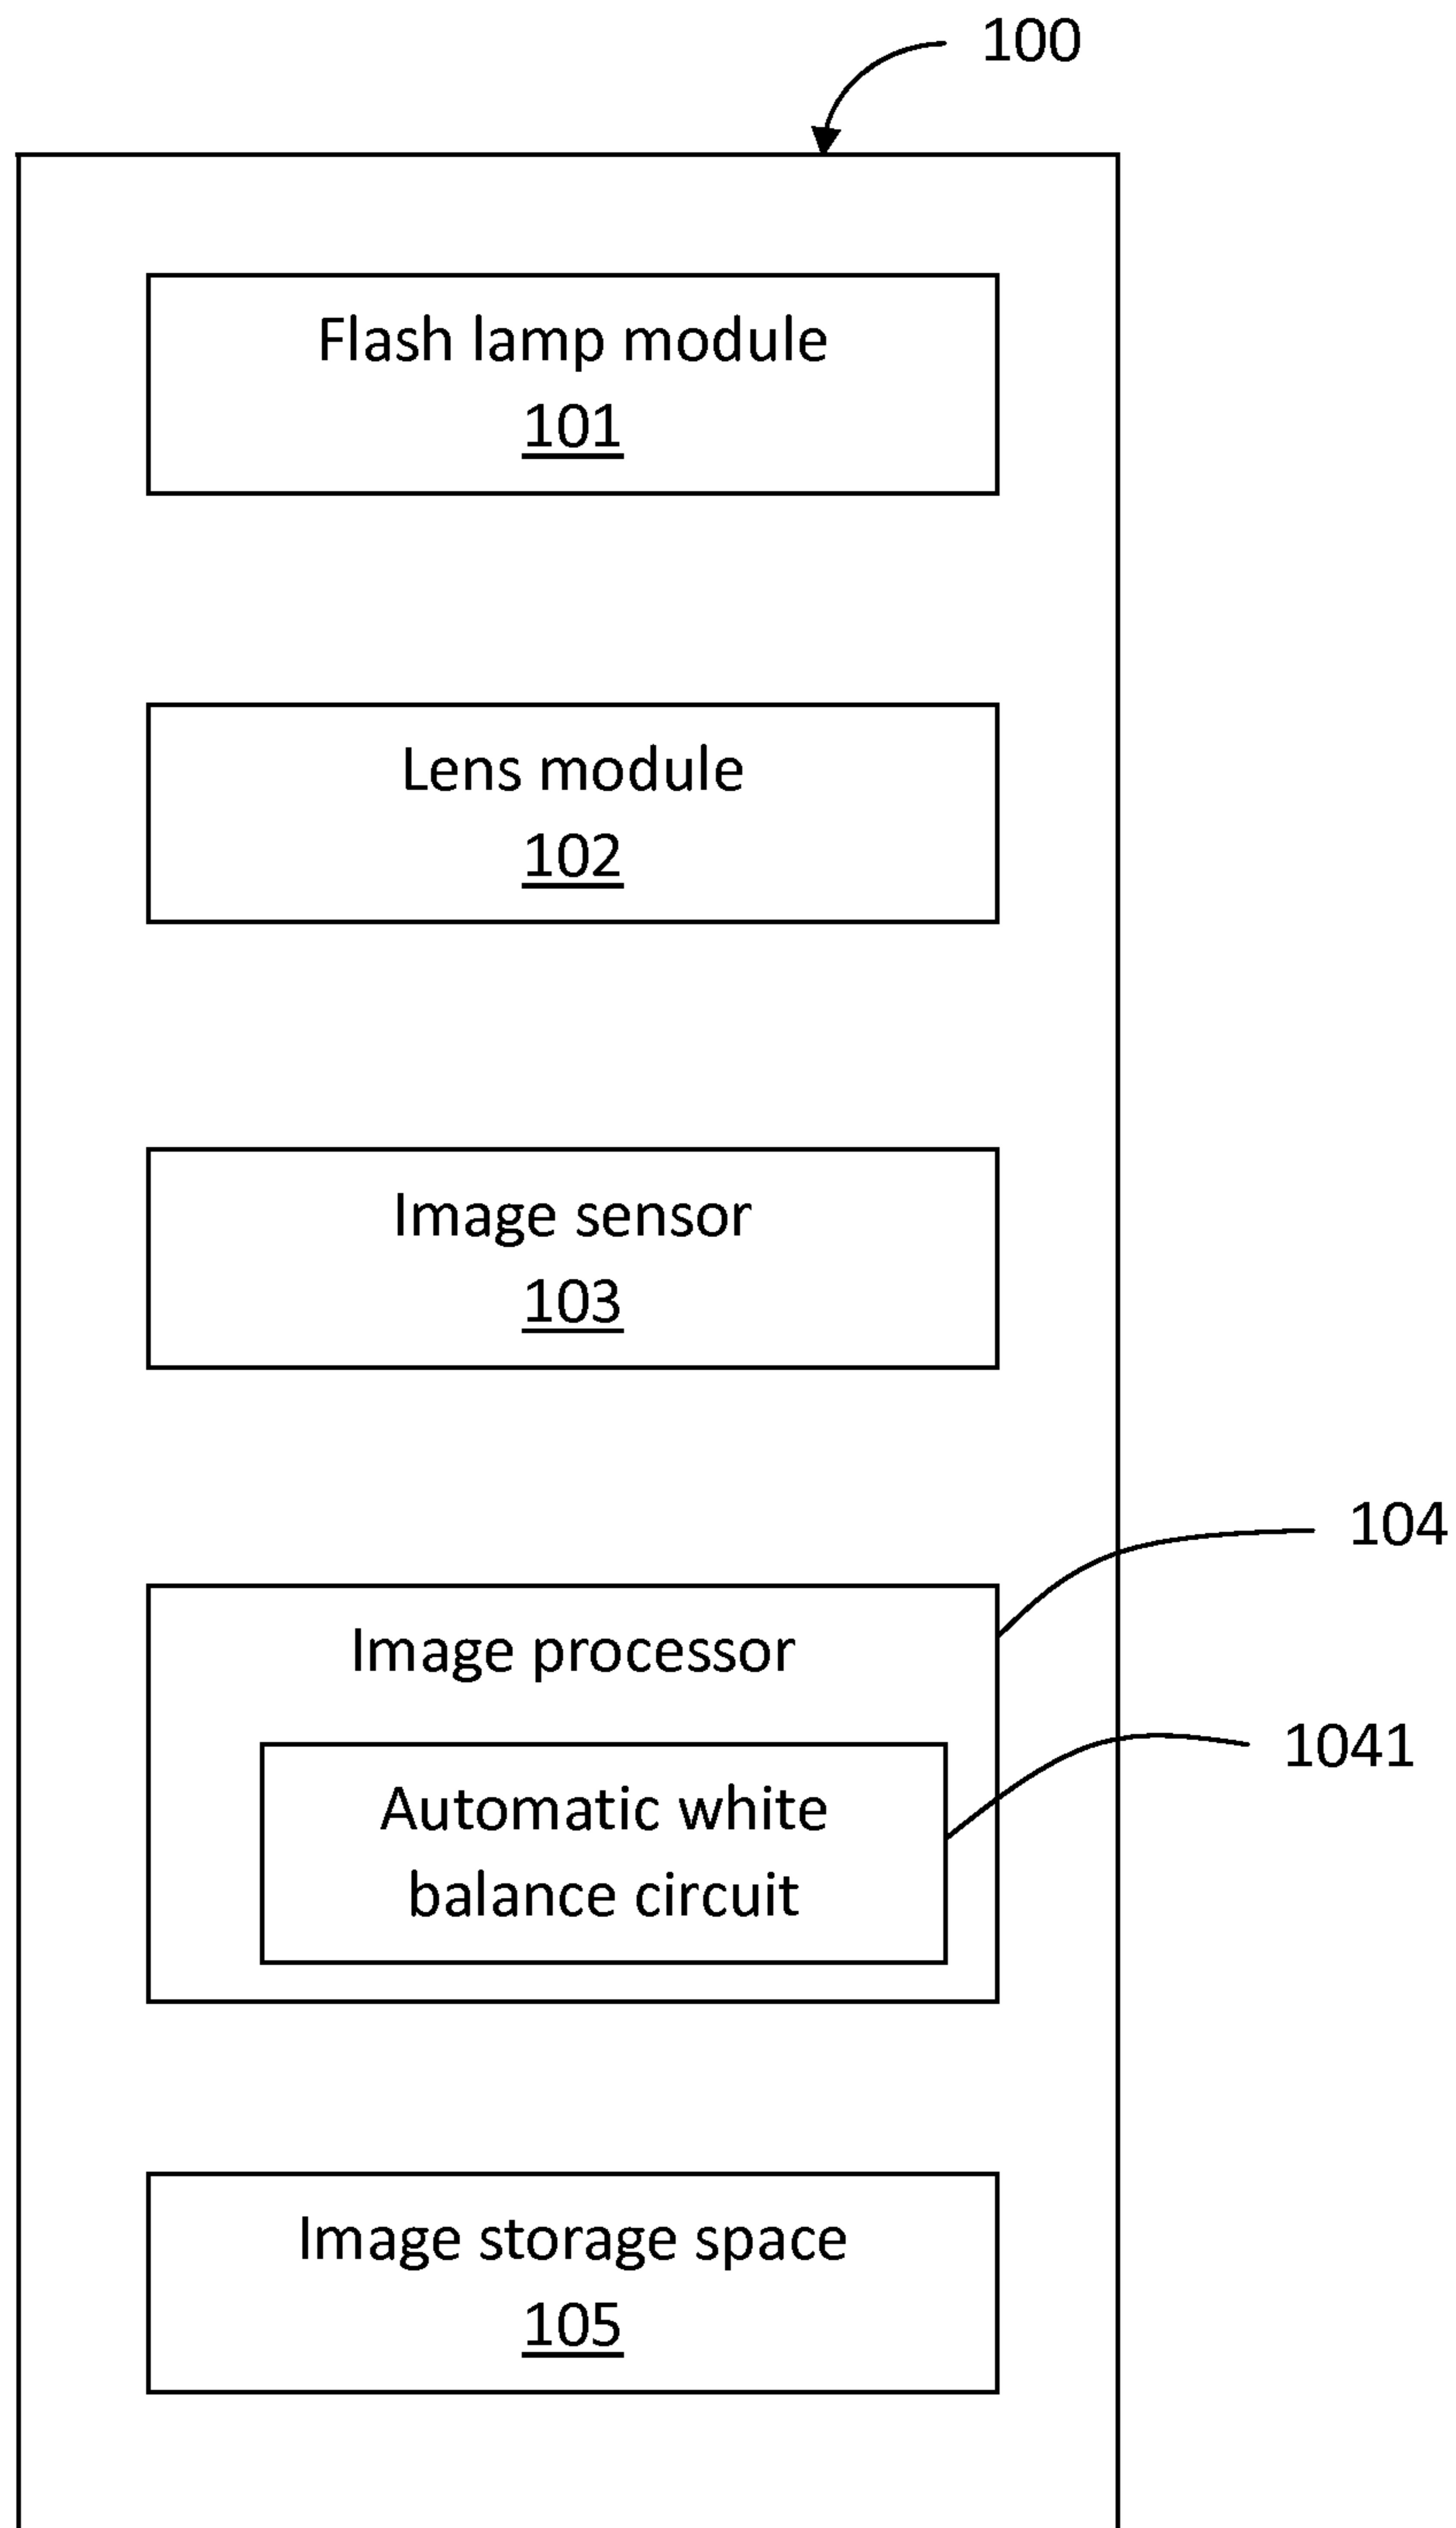 100
Flash lamp module
101
Lens module
102
Image sensor
103
104
Image processor
1041
Automatic white
balance circuit
Image storage space
105